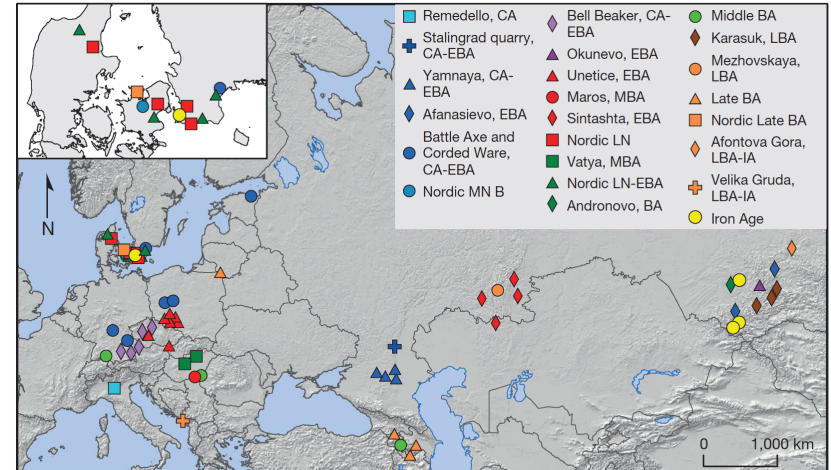 Remedello, CA
Stalingrad quarry,
CA-EBA
Yamnaya, CA-
EBA
Afanasievo, EBA
Battle Axe and
Corded Ware,
CA-EBA
Nordic MN B
Bell Beaker, CA-
EBA
Okunevo, EBA
Unetice, EBA
Maros, MBA
Sintashta, EBA
Nordic LN
Vatya, MBA
Nordic LN-EBA
Andronovo, BA
Middle BA
Karasuk, LBA
Mezhovskaya,
LBA
Late BA
Nordic Late BA
Afontova Gora,
LBA-IA
Velika Gruda,
LBA-IA
Iron Age
N
0 1,000 km